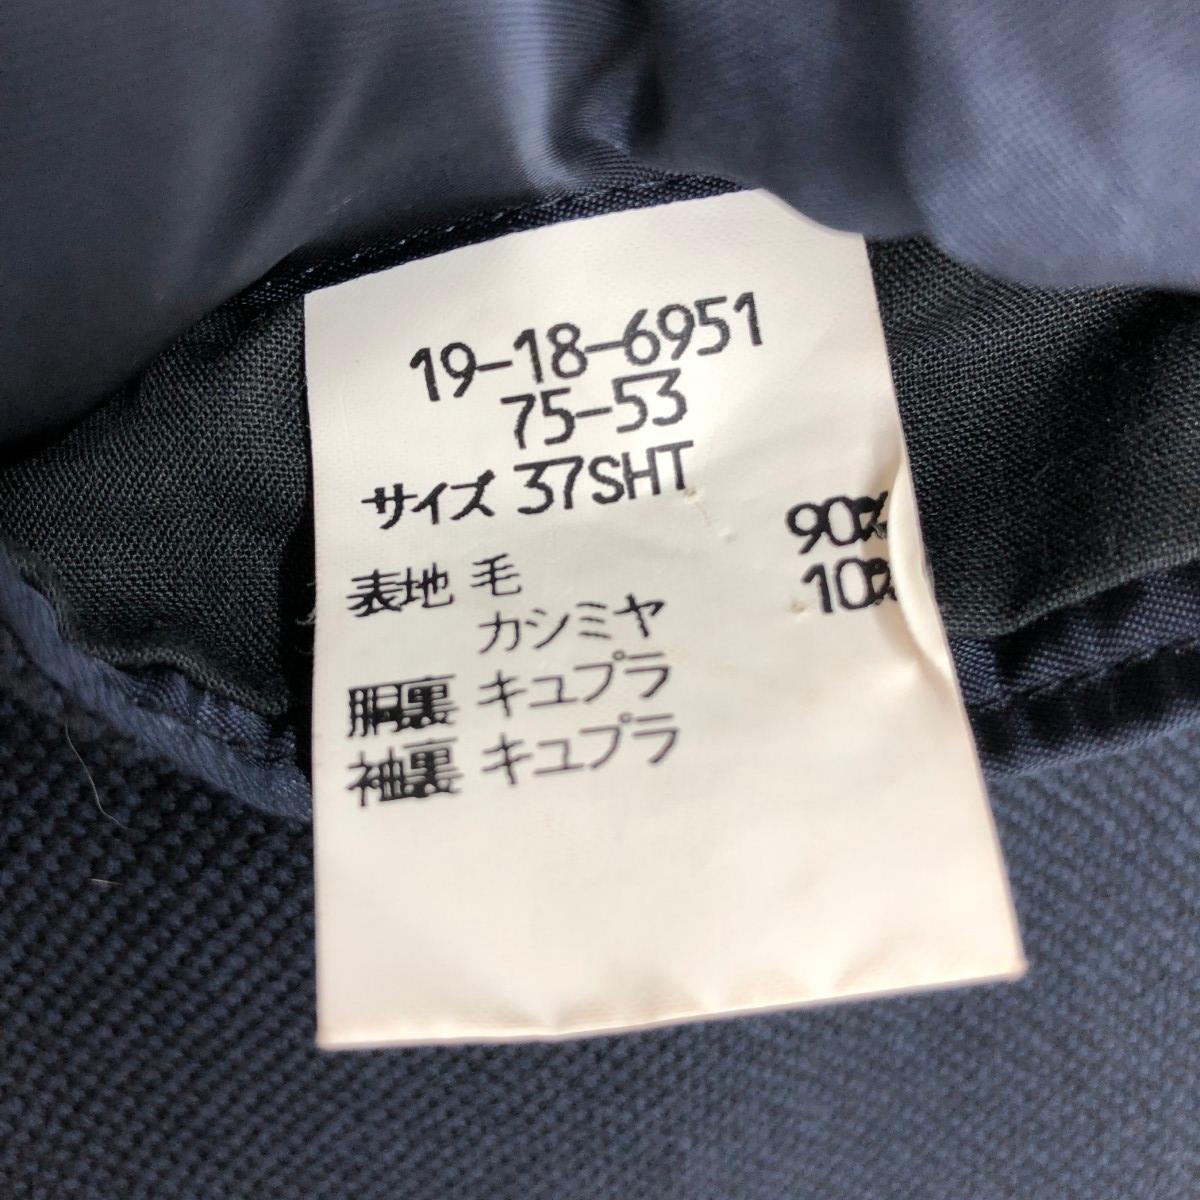 19-18-6951
75-53
サイズ 37SHT
表地 毛 90%
カシミヤ 10%
胴裏 キュプラ
袖裏 キュプラ